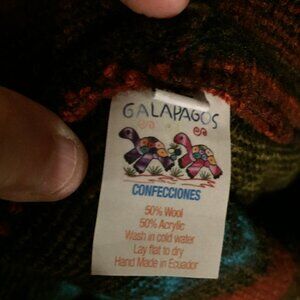 GALAPAGOS
CONFECCIONES
50% Wool
50% Acrylic
Wash in cold water
Lay flat to dry
Hand Made in Ecuador